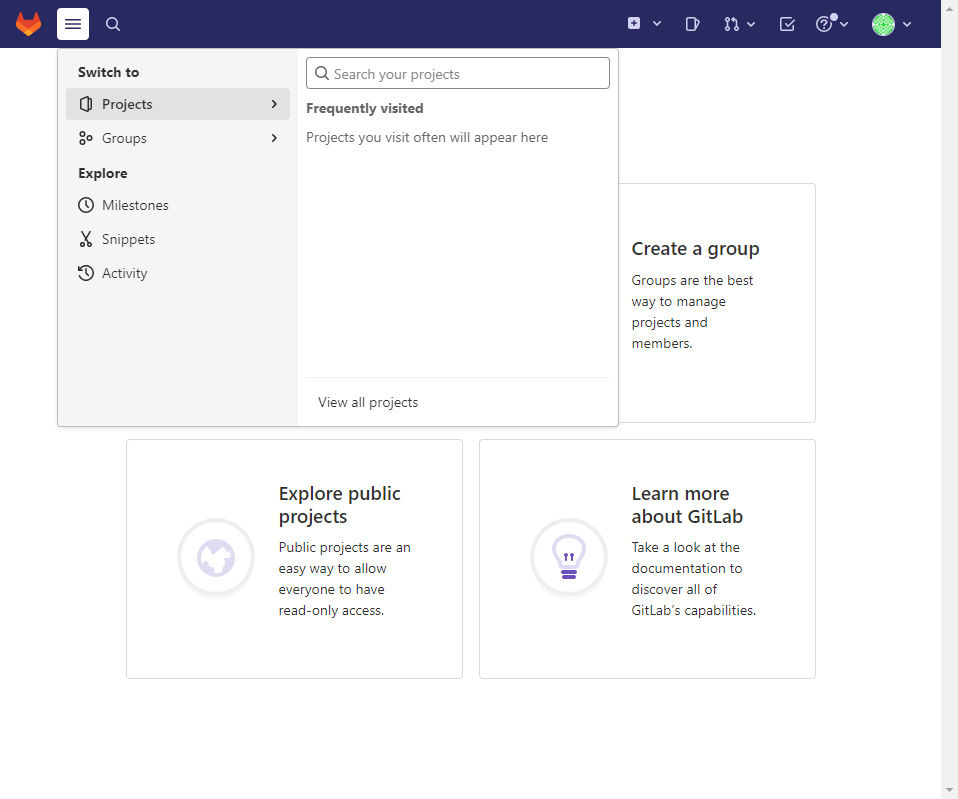 Switch to
Projects
Groups
Explore
Milestones
Snippets
Activity
Search your projects
Frequently visited
Projects you visit often will appear here
View all projects
Create a group
Groups are the best
way to manage
projects and
members.
Explore public
projects
Public projects are an
easy way to allow
everyone to have
read-only access.
Learn more
about GitLab
Take a look at the
documentation to
discover all of
GitLab’s capabilities.